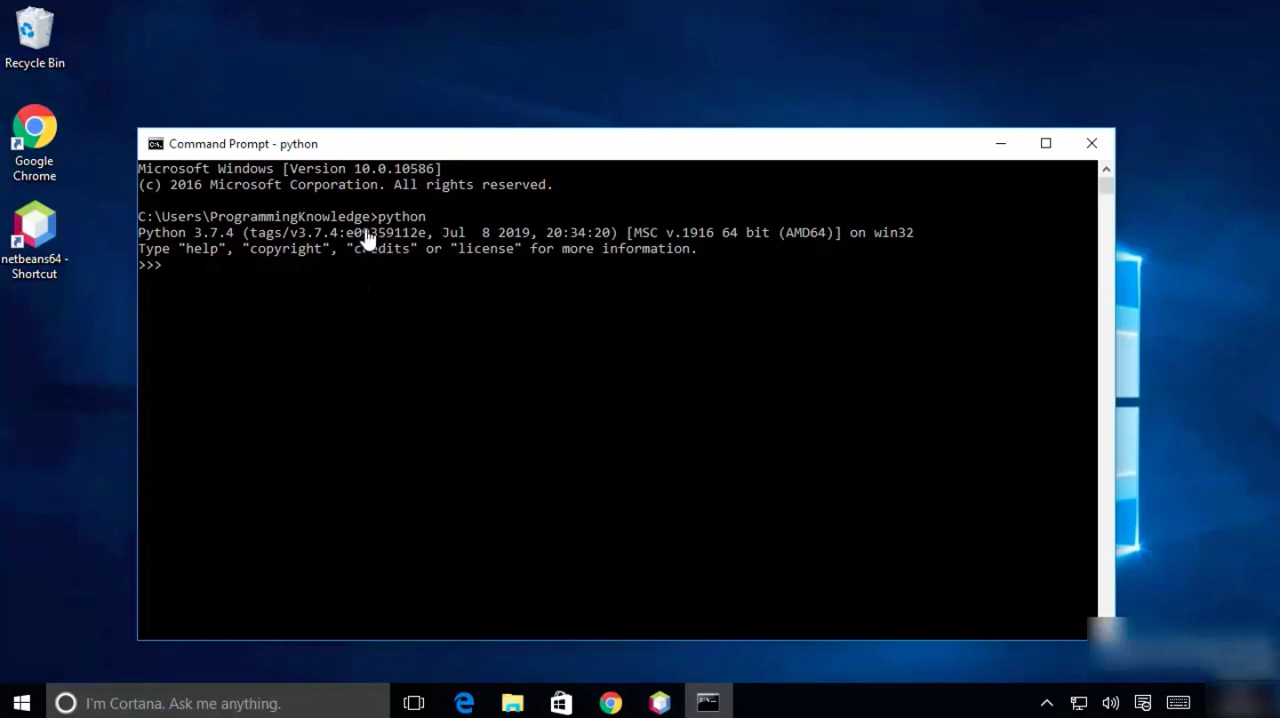 Recycle Bin
Google
Chrome
netbeans64 -
Shortcut
Command Prompt - python
Microsoft Windows [Version 10.0.10586]
(c) 2016 Microsoft Corporation. All rights reserved.
C:\Users\ProgrammingKnowledge>python
Python 3.7.4 (tags/v3.7.4:e09359112e, Jul  8 2019, 20:34:20) [MSC v.1916 64 bit (AMD64)] on win32
Type "help", "copyright", "credits" or "license" for more information.
>>>
I'm Cortana. Ask me anything.